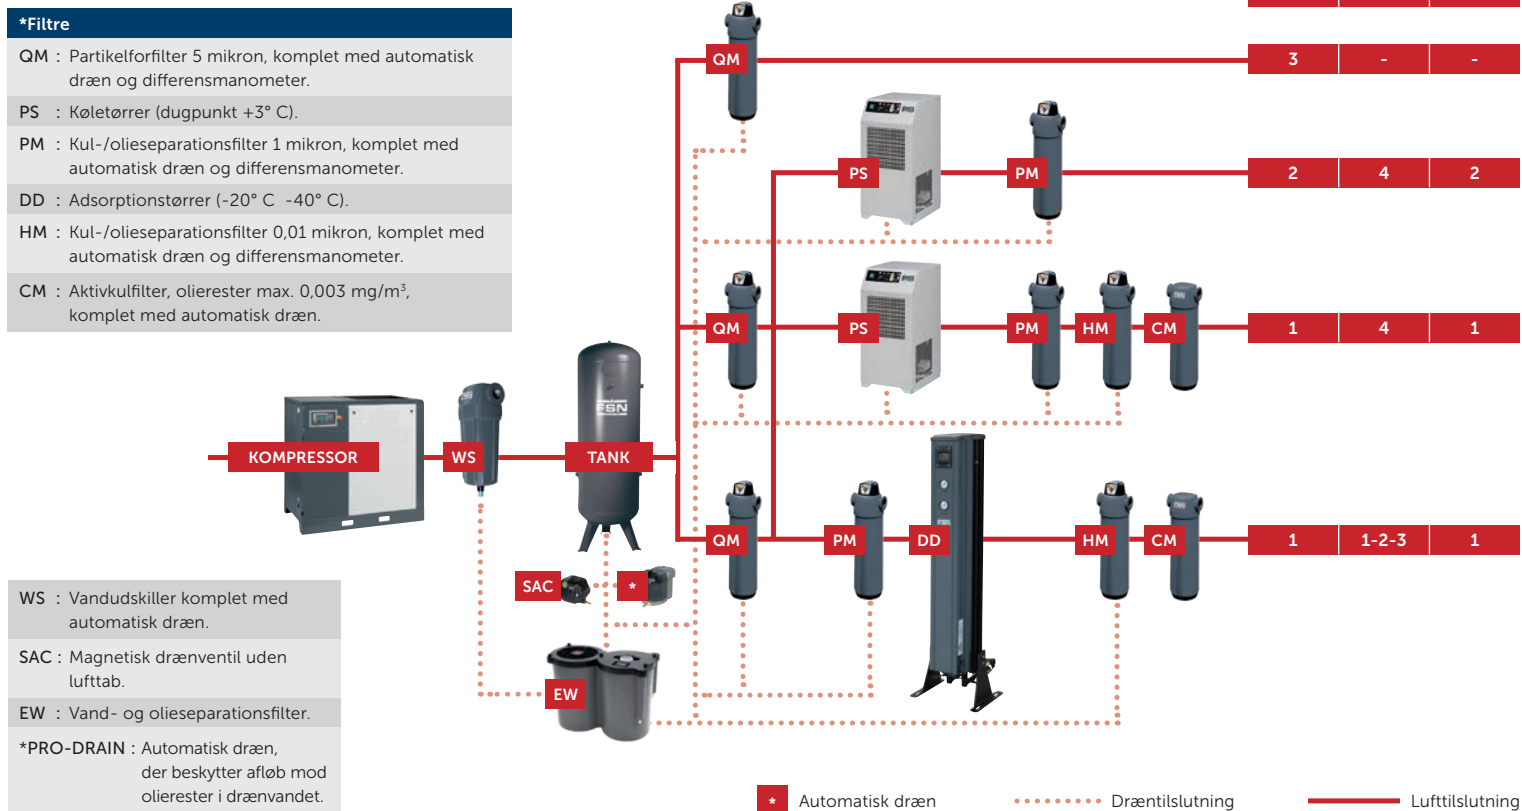 *Filtre
QM : Partikelforfilter 5 mikron, komplet med automatisk
dræn og differensmanometer.
PS : Køletørrer (dugpunkt +3° C).
PM : Kul-/olieseparationsfilter 1 mikron, komplet med
automatisk dræn og differensmanometer.
DD : Adsorptionstørrer (-20° C -40° C).
HM : Kul-/olieseparationsfilter 0,01 mikron, komplet med
automatisk dræn og differensmanometer.
CM : Aktivkulfilter, olierester max. 0,003 mg/m³,
komplet med automatisk dræn.
QM 3 - -
PS PM 2 4 2
QM PS PM HM CM 1 4 1
FSN
KOMPRESSOR WS TANK
QM PM DD HM CM 1 1-2-3 1
SAC *
EW
WS : Vandudskiller komplet med
automatisk dræn.
SAC : Magnetisk drænventil uden
lufttab.
EW : Vand- og olieseparationsfilter.
*PRO-DRAIN : Automatisk dræn,
der beskytter afløb mod
olierester i drænvandet.
* Automatisk dræn Dræntilslutning Lufttilslutning